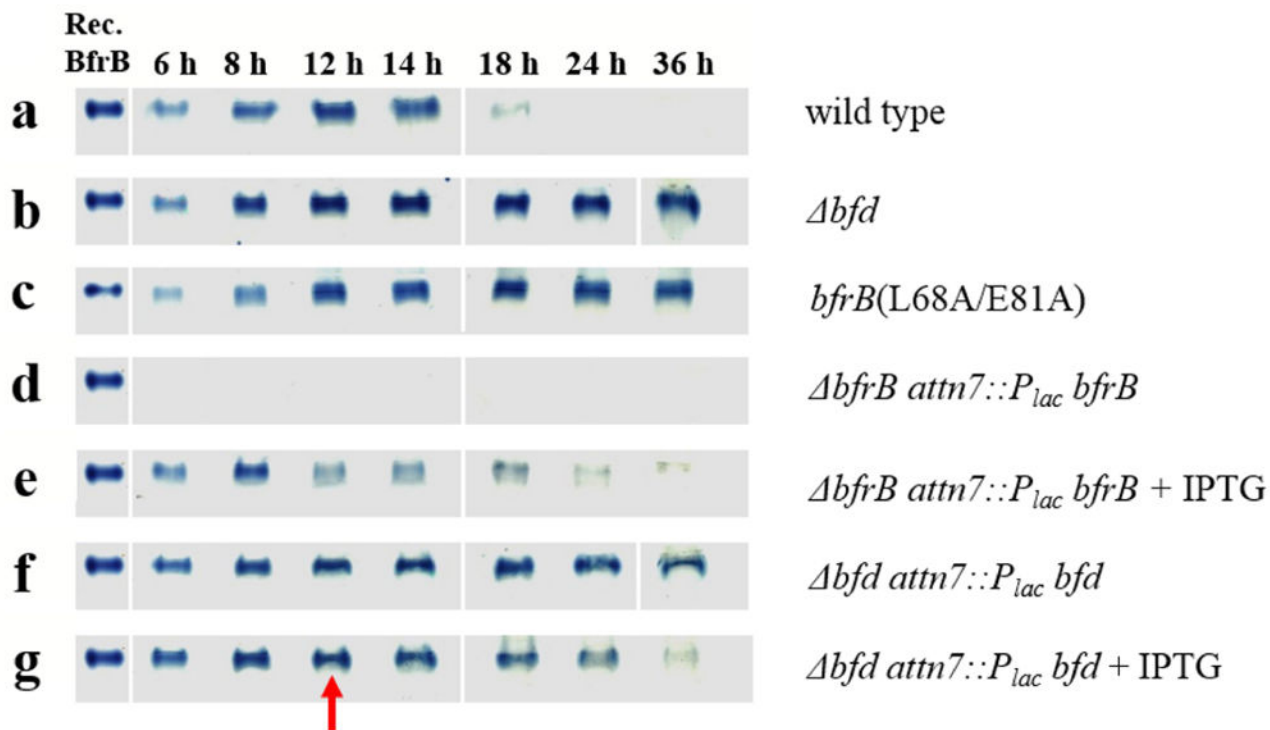 Rec.
BfrB 6 h 8 h 12 h 14 h 18 h 24 h 36 h
a wild type
b Δbfd
c bfrB(L68A/E81A)
d ΔbfrB attn7::Plac bfrB
e ΔbfrB attn7::Plac bfrB + IPTG
f Δbfd attn7::Plac bfd
g Δbfd attn7::Plac bfd + IPTG